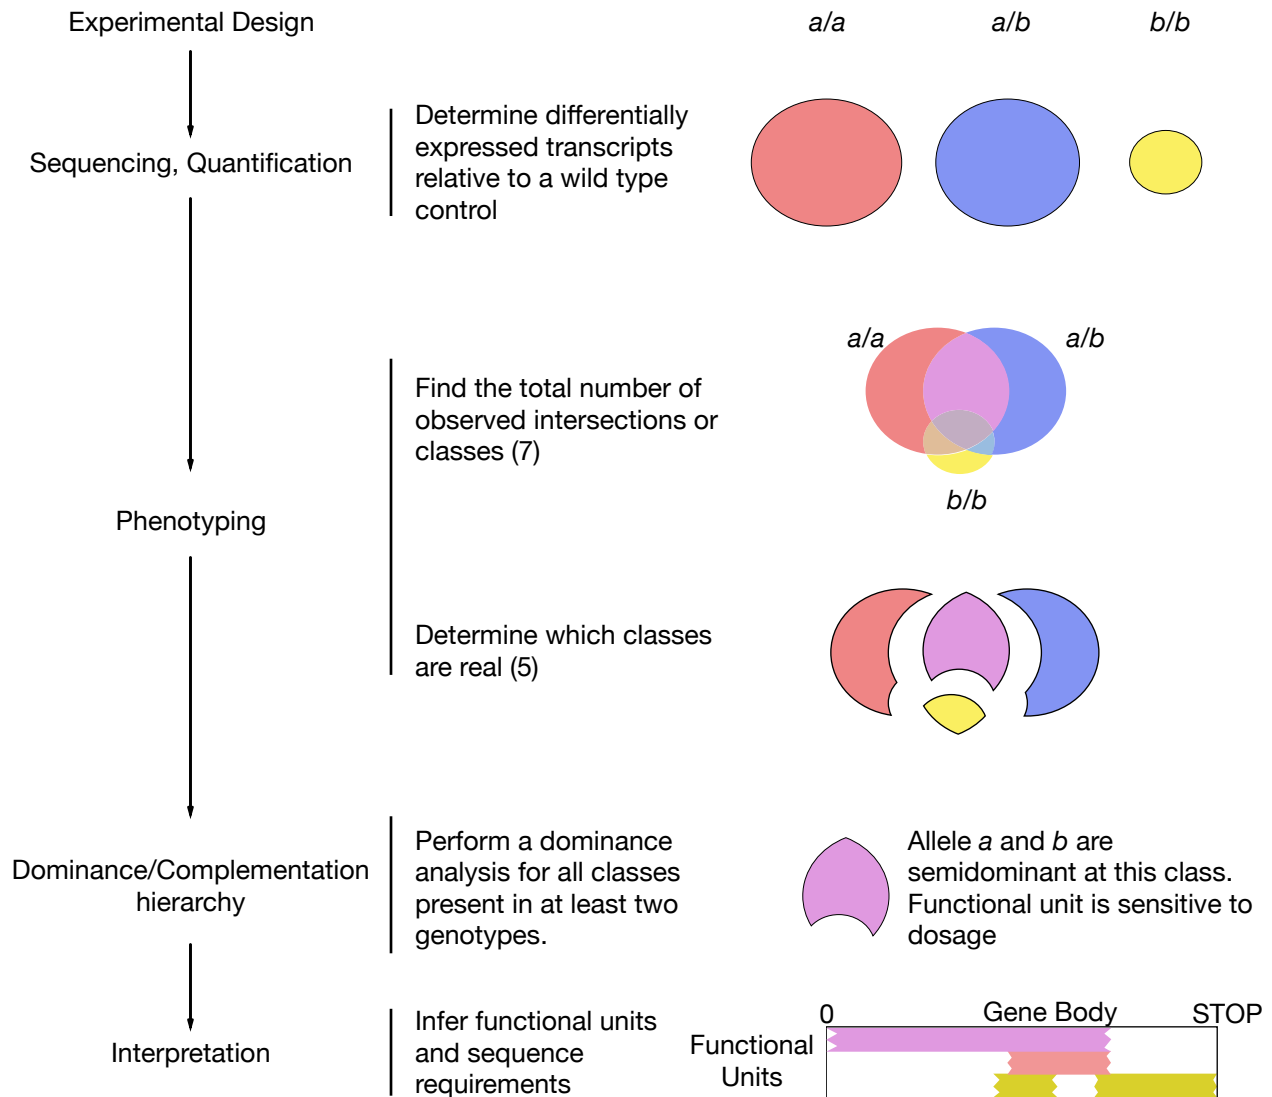 Experimental Design
a/a
a/b
b/b
Determine differentially
expressed transcripts
relative to a wild type
control
Sequencing, Quantification
a/a
a/b
b/b
Find the total number of
observed intersections or
classes (7)
Phenotyping
Determine which classes
are real (5)
Dominance/Complementation
hierarchy
Perform a dominance
analysis for all classes
present in at least two
genotypes.
Allele a and b are
semidominant at this class.
Functional unit is sensitive to
dosage
Interpretation
Infer functional units
and sequence
requirements
0
Gene Body
STOP
Functional
Units